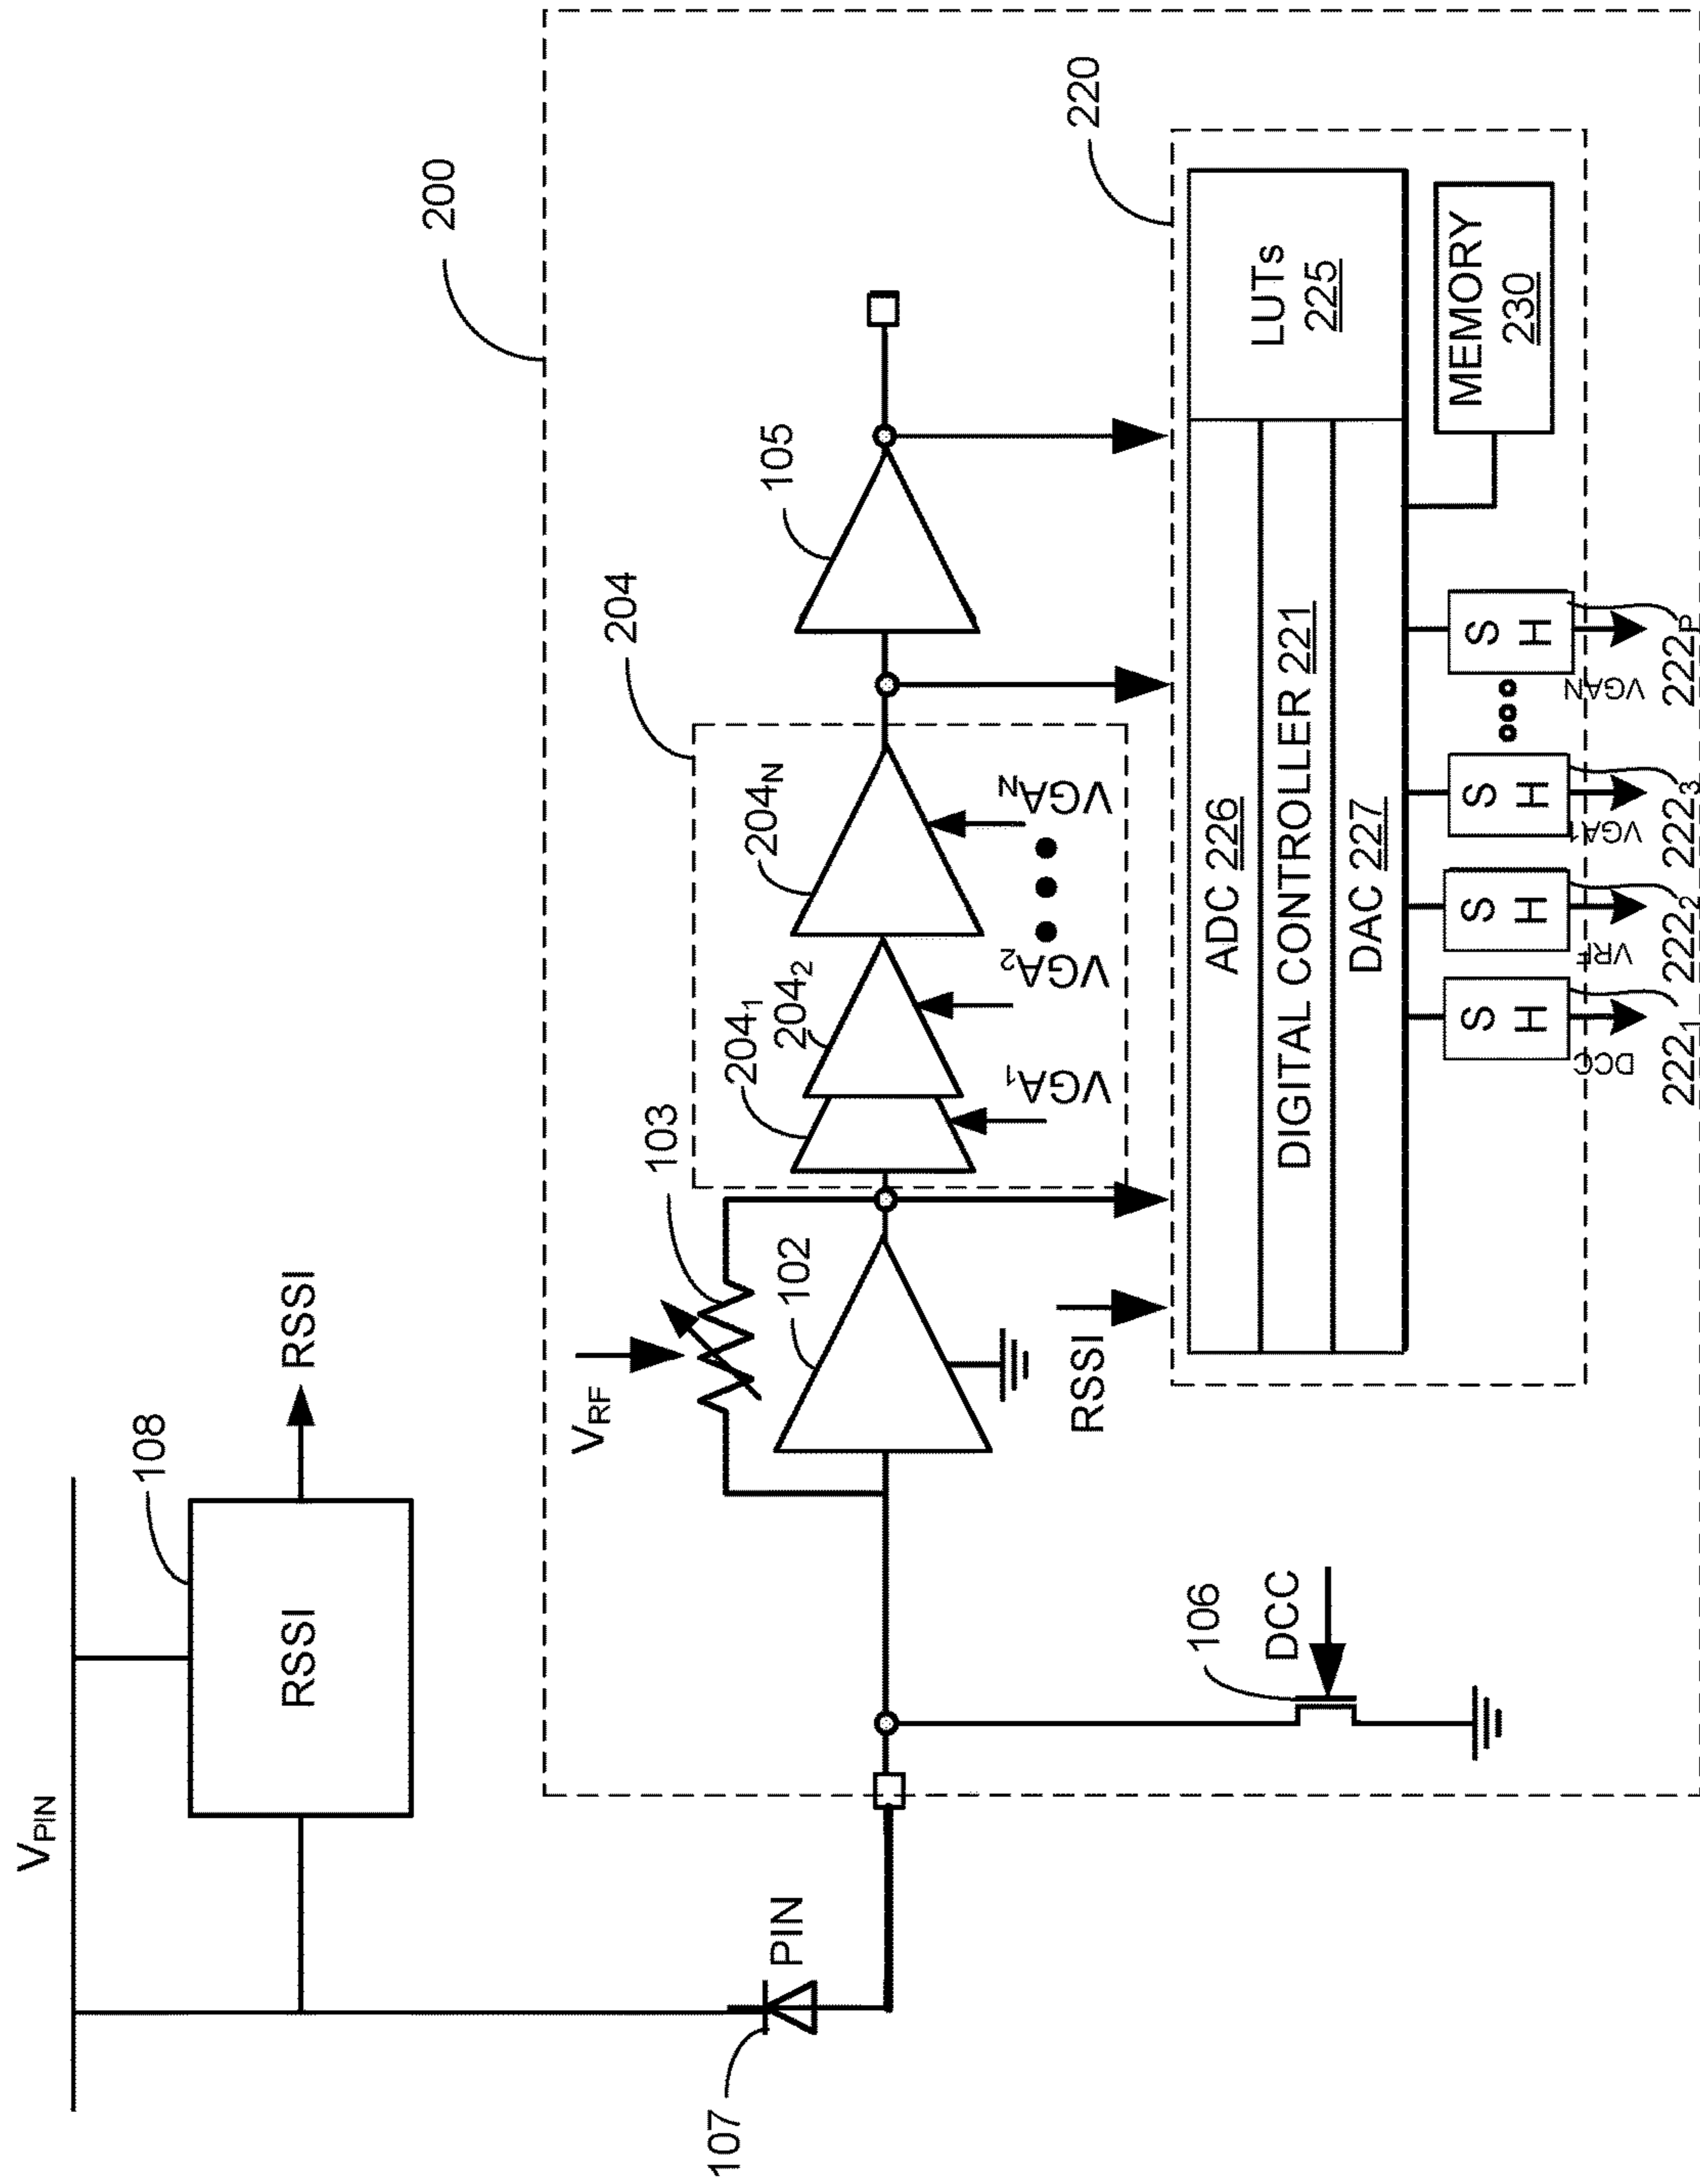 V_PIN
108
RSSI
RSSI
107
PIN
200
V_RF
103
102
204
204_1
204_2
204_N
VGA_1
VGA_2
VGA_N
105
106
DCC
RSSI
220
ADC 226
DIGITAL CONTROLLER 221
DAC 227
LUTs
225
MEMORY
230
S H
S H
S H
S H
DCC
VRF
VGA1
VGAN
222_1
222_2
222_3
222_P